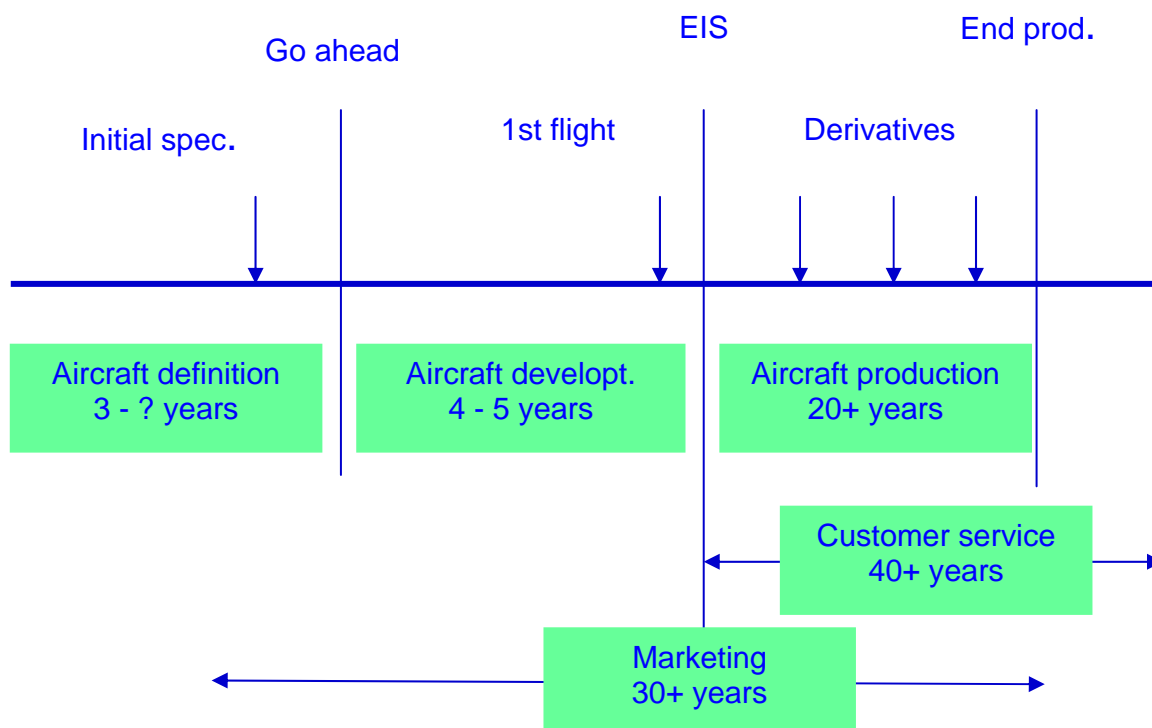 EIS
End prod.
Go ahead
Initial spec.
1st flight
Derivatives
Aircraft definition
3 - ? years
Aircraft developt.
4 - 5 years
Aircraft production
20+ years
Customer service
40+ years
Marketing
30+ years